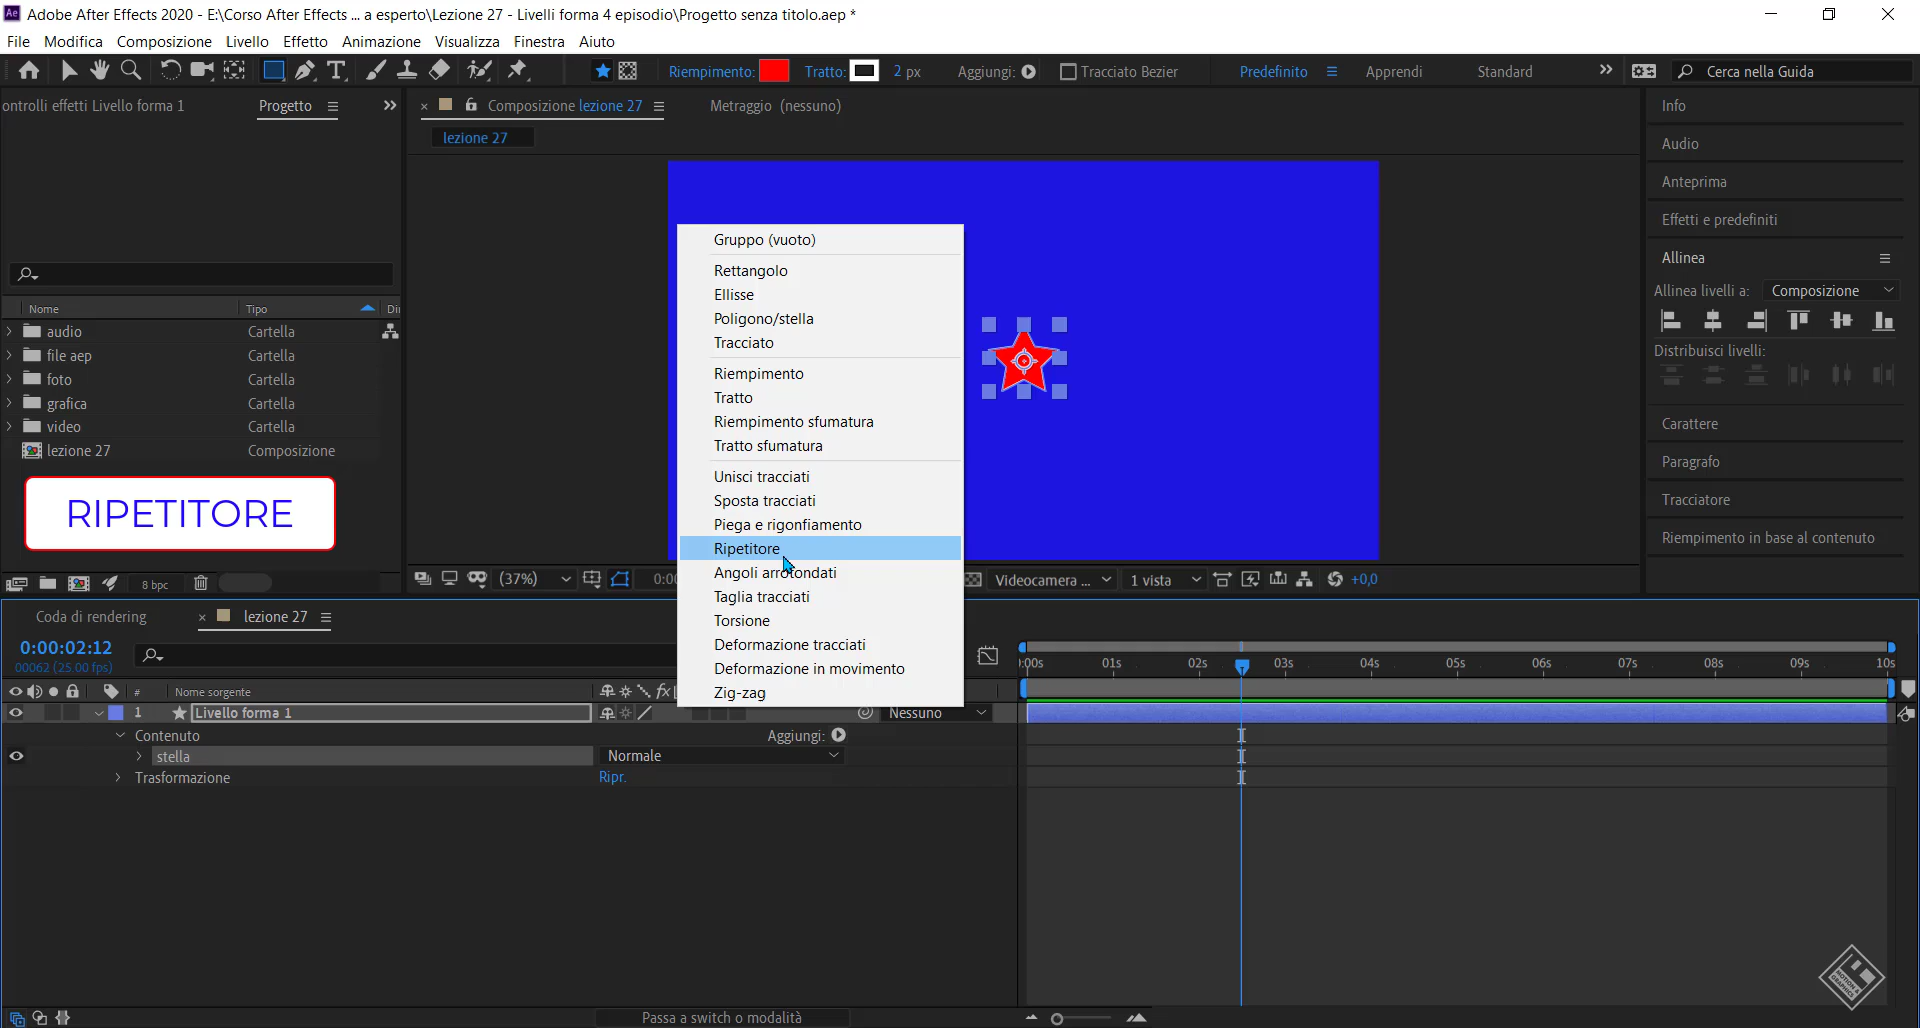 Adobe After Effects 2020 - E:\Corso After Effects ... a esperto\Lezione 27 - Livelli forma 4 episodio\Progetto senza titolo.aep *
File Modifica Composizione Livello Effetto Animazione Visualizza Finestra Aiuto
Riempimento: Tratto: 2 px Aggiungi: Tracciato Bezier Predefinito Apprendi Standard Cerca nella Guida
ontrolli effetti Livello forma 1 Progetto
Composizione lezione 27 Metraggio (nessuno)
lezione 27
Nome Tipo Di
audio Cartella
file aep Cartella
foto Cartella
grafica Cartella
video Cartella
lezione 27 Composizione
RIPETITORE
8 bpc
Gruppo (vuoto)
Rettangolo
Ellisse
Poligono/stella
Tracciato
Riempimento
Tratto
Riempimento sfumatura
Tratto sfumatura
Unisci tracciati
Sposta tracciati
Piega e rigonfiamento
Ripetitore
Angoli arrotondati
Taglia tracciati
Torsione
Deformazione tracciati
Deformazione in movimento
Zig-zag
(37%) 0:00 Videocamera ... 1 vista +0,0
Info
Audio
Anteprima
Effetti e predefiniti
Allinea
Allinea livelli a: Composizione
Distribuisci livelli:
Carattere
Paragrafo
Tracciatore
Riempimento in base al contenuto
Coda di rendering lezione 27
0:00:02:12
00062 (25.00 fps)
):00s 01s 02s 03s 04s 05s 06s 07s 08s 09s 10s
# Nome sorgente fx
1 Livello forma 1 Nessuno
Contenuto Aggiungi:
stella Normale
Trasformazione Ripr.
Passa a switch o modalità